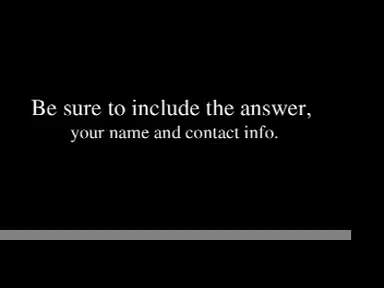 Be sure to include the answer,
your name and contact info.